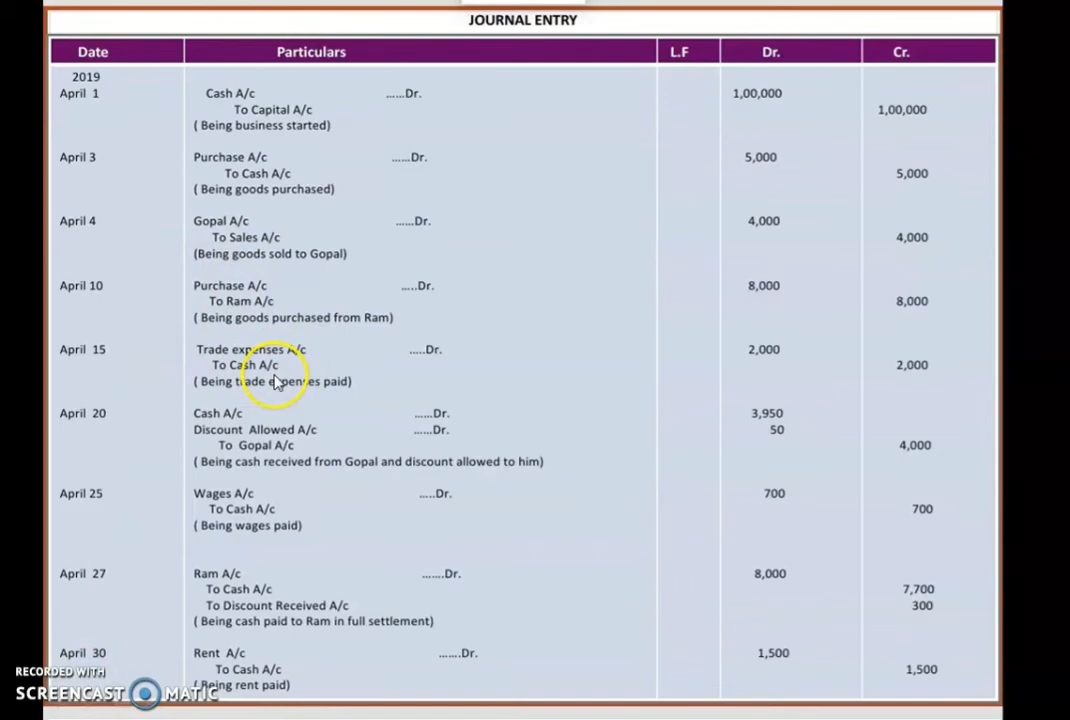 JOURNAL ENTRY
Date Particulars L.F Dr. Cr.
2019
April 1 Cash A/c ......Dr. 1,00,000
To Capital A/c 1,00,000
( Being business started)
April 3 Purchase A/c ......Dr. 5,000
To Cash A/c 5,000
( Being goods purchased)
April 4 Gopal A/c ......Dr. 4,000
To Sales A/c 4,000
(Being goods sold to Gopal)
April 10 Purchase A/c .....Dr. 8,000
To Ram A/c 8,000
( Being goods purchased from Ram)
April 15 Trade expenses A/c .....Dr. 2,000
To Cash A/c 2,000
( Being trade expenses paid)
April 20 Cash A/c ......Dr. 3,950
Discount Allowed A/c ......Dr. 50
To Gopal A/c 4,000
( Being cash received from Gopal and discount allowed to him)
April 25 Wages A/c .....Dr. 700
To Cash A/c 700
( Being wages paid)
April 27 Ram A/c .......Dr. 8,000
To Cash A/c 7,700
To Discount Received A/c 300
( Being cash paid to Ram in full settlement)
April 30 Rent A/c .......Dr. 1,500
To Cash A/c 1,500
( Being rent paid)
RECORDED WITH
SCREENCAST MATIC